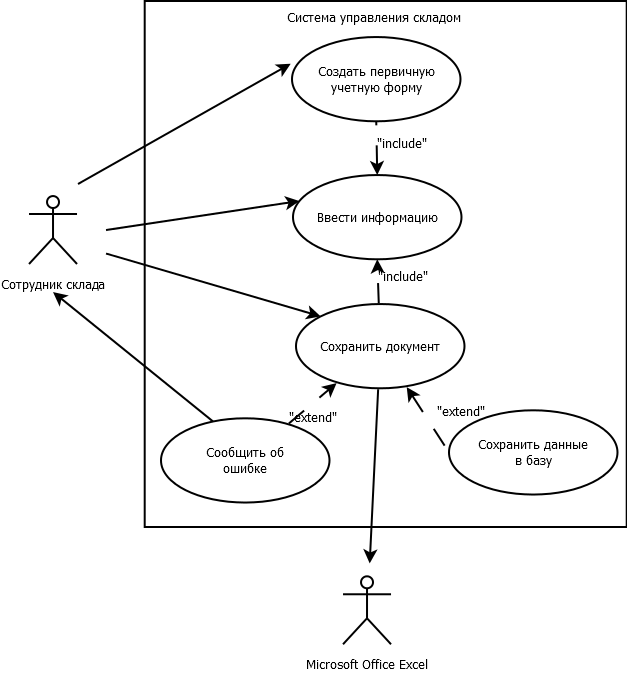 Система управления складом
Создать первичную
учетную форму
"include"
Ввести информацию
Сотрудник склада
"include"
Сохранить документ
"extend"
"extend"
Сообщить об
ошибке
Сохранить данные
в базу
Microsoft Office Excel